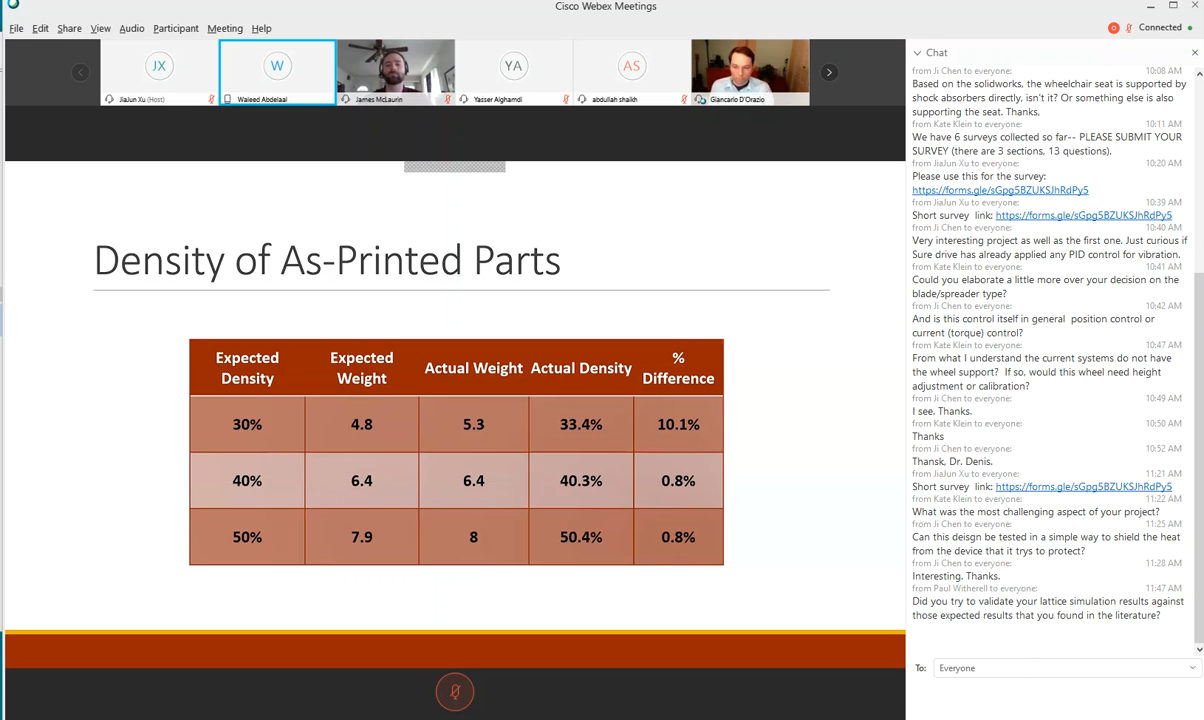 Cisco Webex Meetings
File Edit Share View Audio Participant Meeting Help
Connected
JX
W
YA
AS
JiaJun Xu (Host)
Waleed Abdelaal
James McLaurin
Yasser Alghamdi
abdullah shaikh
Giancarlo D'Orazio
Density of As-Printed Parts
Expected Density
Expected Weight
Actual Weight
Actual Density
% Difference
30% 4.8 5.3 33.4% 10.1%
40% 6.4 6.4 40.3% 0.8%
50% 7.9 8 50.4% 0.8%
Chat
from Ji Chen to everyone: 10:08 AM
Based on the solidworks, the wheelchair seat is supported by
shock absorbers directly, isn't it? Or something else is also
supporting the seat. Thanks,
from Kate Klein to everyone: 10:11 AM
We have 6 surveys collected so far-- PLEASE SUBMIT YOUR
SURVEY (there are 3 sections, 13 questions).
from JiaJun Xu to everyone: 10:20 AM
Please use this for the survey:
https://forms.gle/sGpg5BZUKSJhRdPy5
from JiaJun Xu to everyone: 10:39 AM
Short survey link: https://forms.gle/sGpg5BZUKSJhRdPy5
from Ji Chen to everyone: 10:40 AM
Very interesting project as well as the first one. Just curious if
Sure drive has already applied any PID control for vibration.
from Kate Klein to everyone: 10:41 AM
Could you elaborate a little more over your decision on the
blade/spreader type?
from Ji Chen to everyone: 10:42 AM
And is this control itself in general position control or
current (torque) control?
from Kate Klein to everyone: 10:47 AM
From what I understand the current systems do not have
the wheel support? If so, would this wheel need height
adjustment or calibration?
from Ji Chen to everyone: 10:49 AM
I see. Thanks.
from Kate Klein to everyone: 10:50 AM
Thanks
from Ji Chen to everyone: 10:52 AM
Thansk, Dr. Denis.
from JiaJun Xu to everyone: 11:21 AM
Short survey link: https://forms.gle/sGpg5BZUKSJhRdPy5
from Kate Klein to everyone: 11:22 AM
What was the most challenging aspect of your project?
from Ji Chen to everyone: 11:25 AM
Can this deisgn be tested in a simple way to shield the heat
from the device that it trys to protect?
from Ji Chen to everyone: 11:28 AM
Interesting. Thanks.
from Paul Witherell to everyone: 11:47 AM
Did you try to validate your lattice simulation results against
those expected results that you found in the literature?
To: Everyone